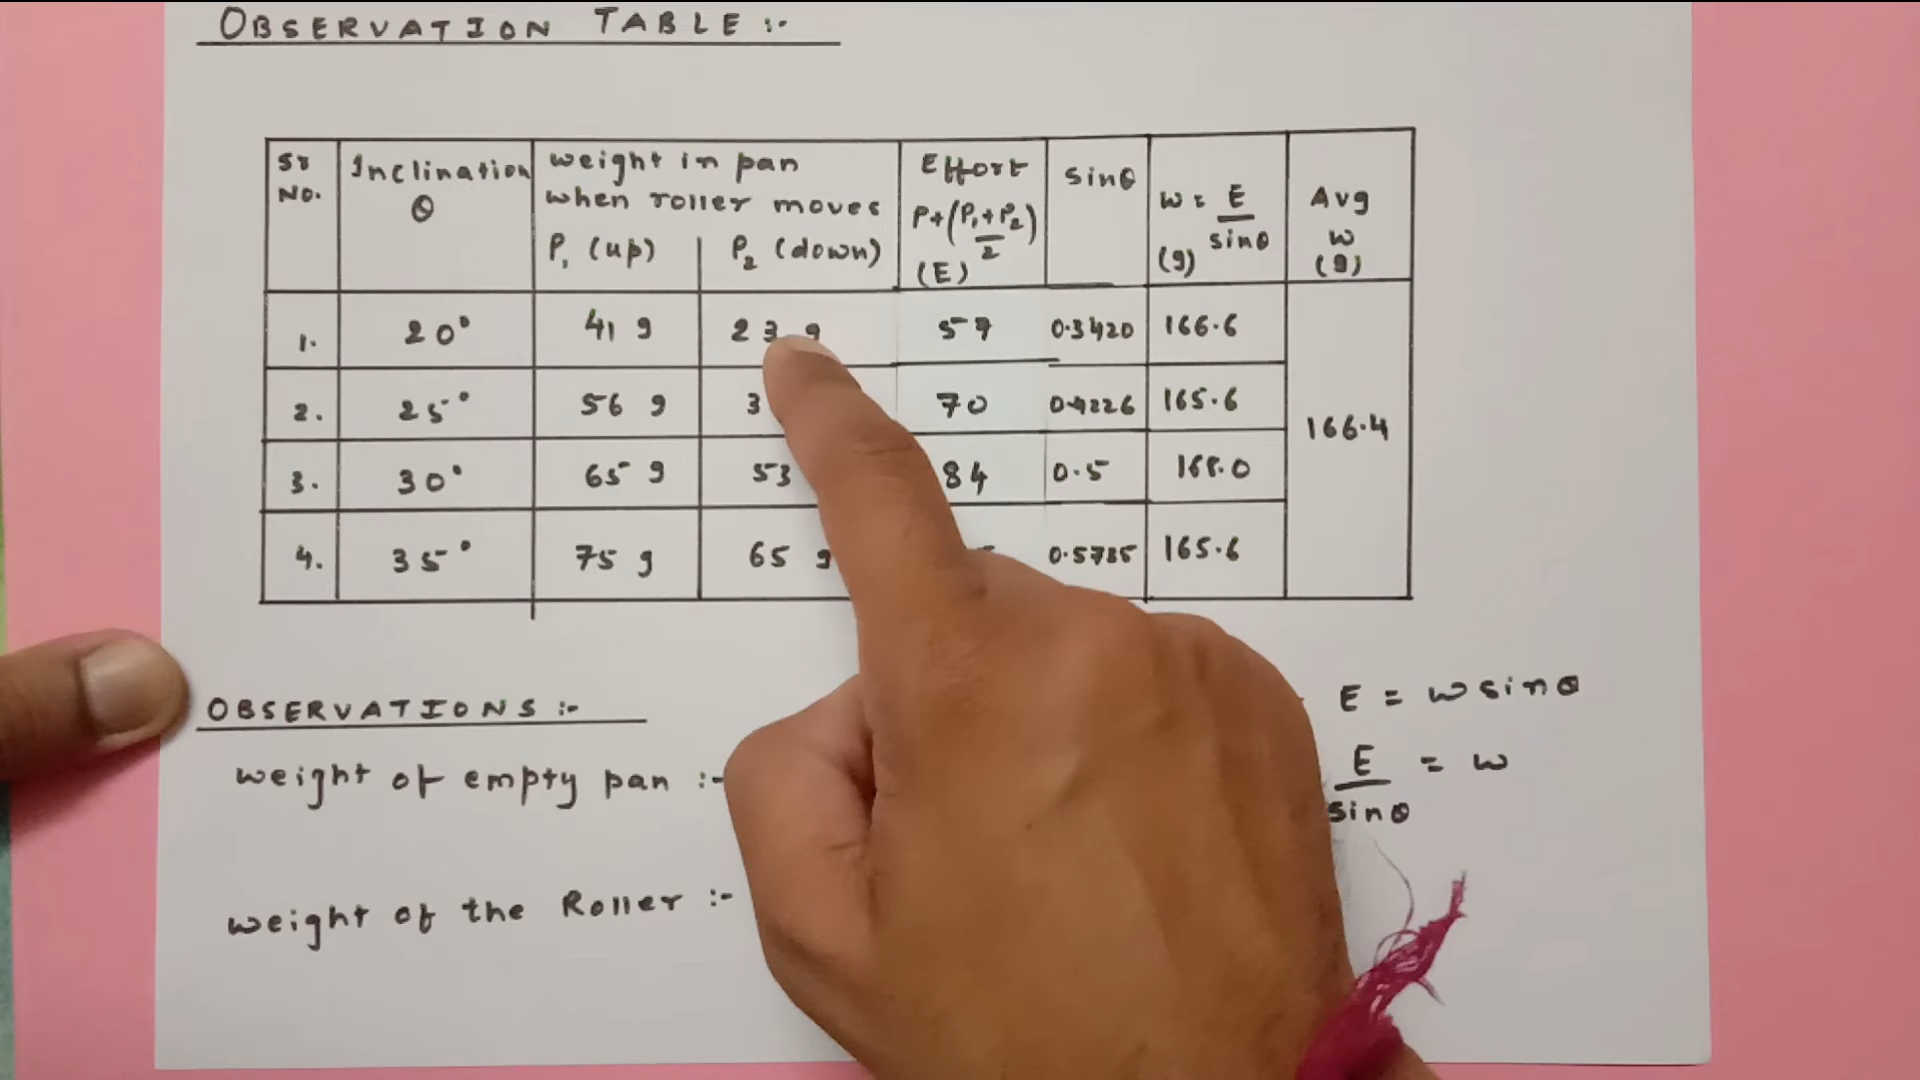 OBSERVATION TABLE :-
Sr No. Inclination θ weight in pan when roller moves P₁ (up) P₂ (down) Effort P+(P₁+P₂)/2 (E) sinθ w = E/sinθ (g) Avg w (g)
1. 20° 41 g 23 g 57 0.3420 166.6
2. 25° 56 g 3 70 0.4226 165.6
166.4
3. 30° 65 g 53 84 0.5 168.0
4. 35° 75 g 65 g 0.5735 165.6
OBSERVATIONS :-
E = w sinθ
weight of empty pan :-
E/sinθ = w
weight of the Roller :-